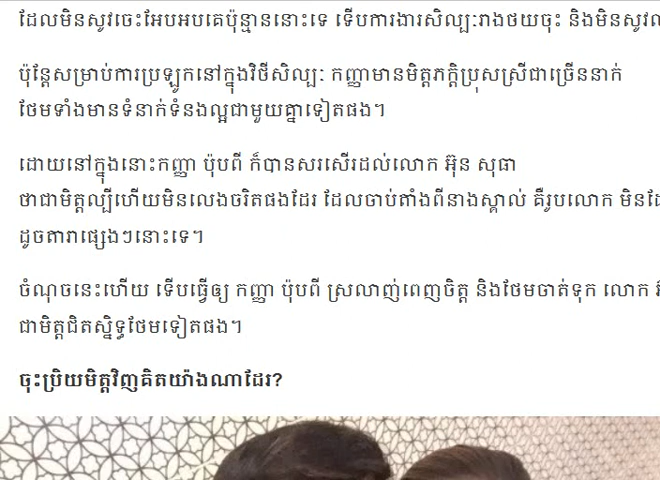 ដែលមិនសូវចេះអែបអបគេប៉ុន្មាននោះទេ ទើបការងារសិល្បៈរាងថយចុះ និងមិនសូវ
ប៉ុន្តែសម្រាប់ការប្រឡូកនៅក្នុងវិថីសិល្បៈ កញ្ញាមានមិត្តភក្តិប្រុសស្រីជាច្រើននាក់
ថែមទាំងមានទំនាក់ទំនងល្អជាមួយគ្នាទៀតផង។
ដោយនៅក្នុងនោះកញ្ញា ប៉ុបពី ក៏បានសរសើរដល់លោក អ៊ុន សុធា
ថាជាមិត្តល្បីហើយមិនលេងចរិតផងដែរ ដែលចាប់តាំងពីនាងស្គាល់ គឺរូបលោក
ដូចតារាផ្សេងៗនោះទេ។
ចំណុចនេះហើយ ទើបធ្វើឲ្យ កញ្ញា ប៉ុបពី ស្រលាញ់ពេញចិត្ត និងថែមចាត់ទុក លោក
ជាមិត្តជិតស្និទ្ធថែមទៀតផង។
ចុះប្រិយមិត្តវិញគិតយ៉ាងណាដែរ?